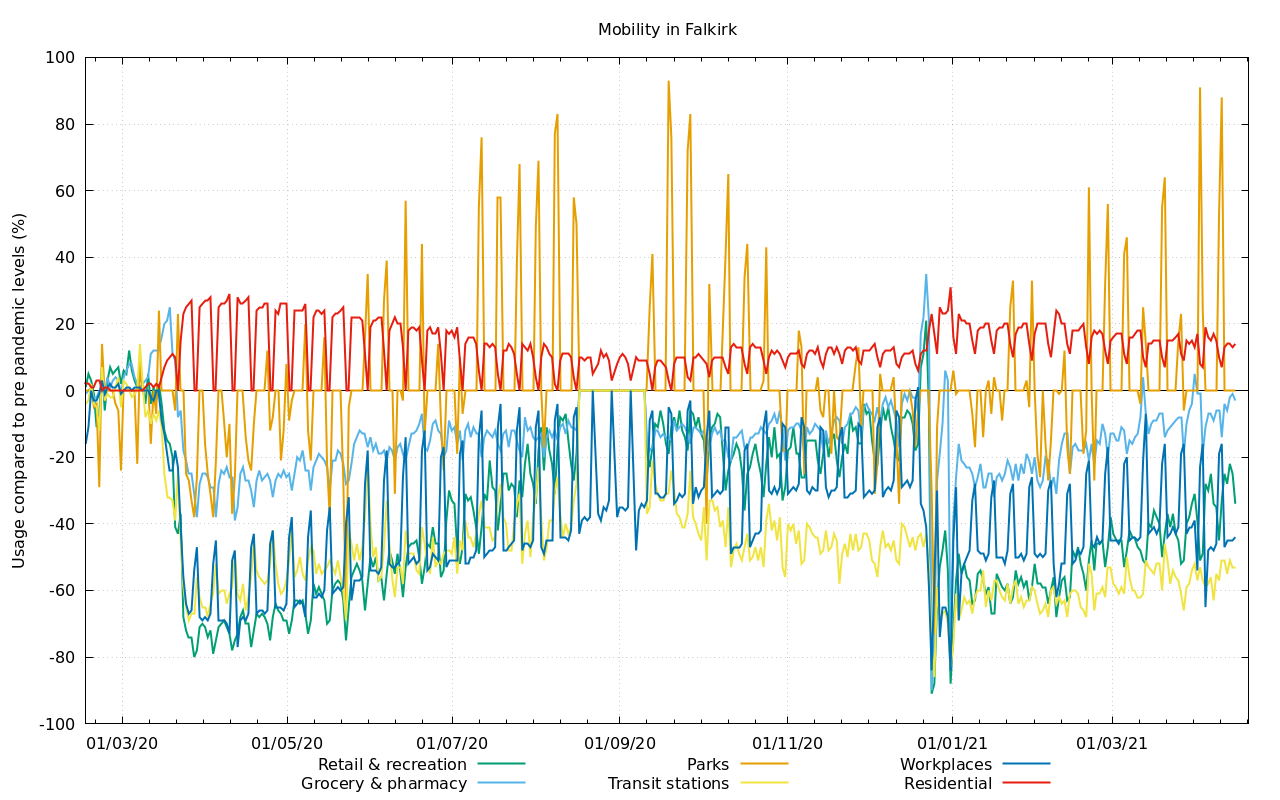 Mobility in Falkirk
Usage compared to pre pandemic levels (%)
100
80
60
40
20
0
-20
-40
-60
-80
-100
01/03/20 01/05/20 01/07/20 01/09/20 01/11/20 01/01/21 01/03/21
Retail & recreation Parks Workplaces
Grocery & pharmacy Transit stations Residential